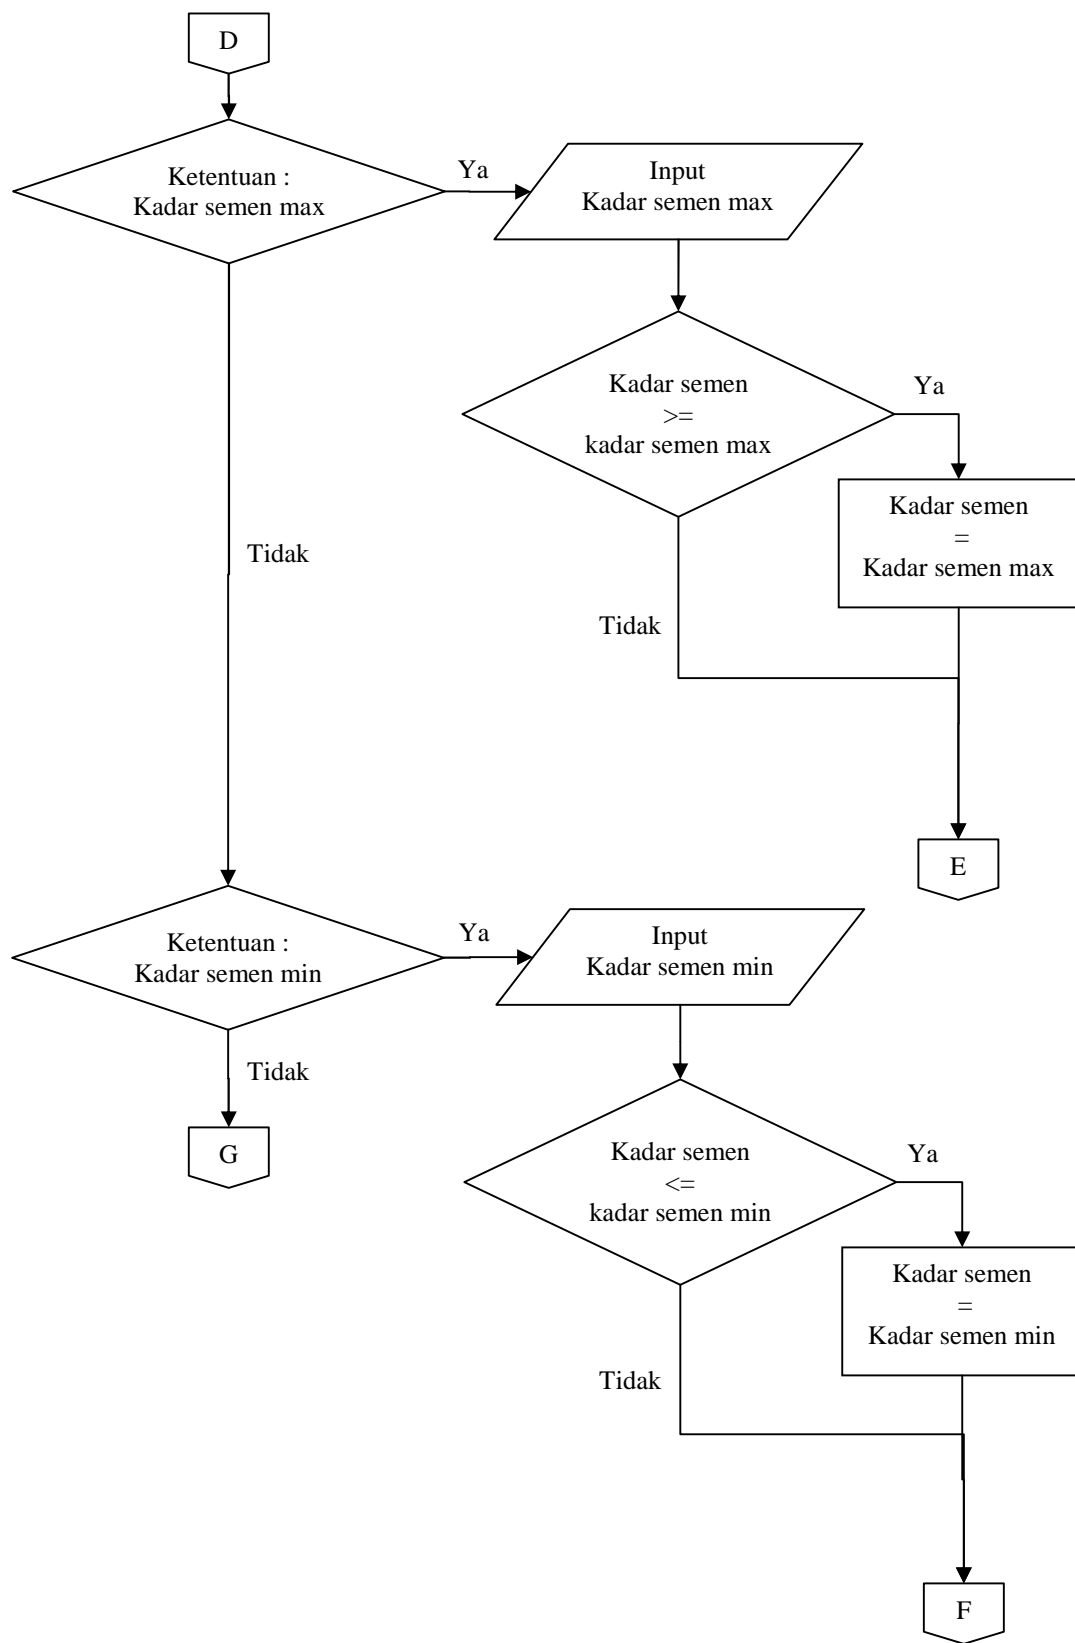 D
Ketentuan :
Kadar semen max
Ya
Input
Kadar semen max
Kadar semen
>=
kadar semen max
Ya
Kadar semen
=
Kadar semen max
Tidak
Tidak
E
Ketentuan :
Kadar semen min
Ya
Input
Kadar semen min
Tidak
G
Kadar semen
<=
kadar semen min
Ya
Kadar semen
=
Kadar semen min
Tidak
F